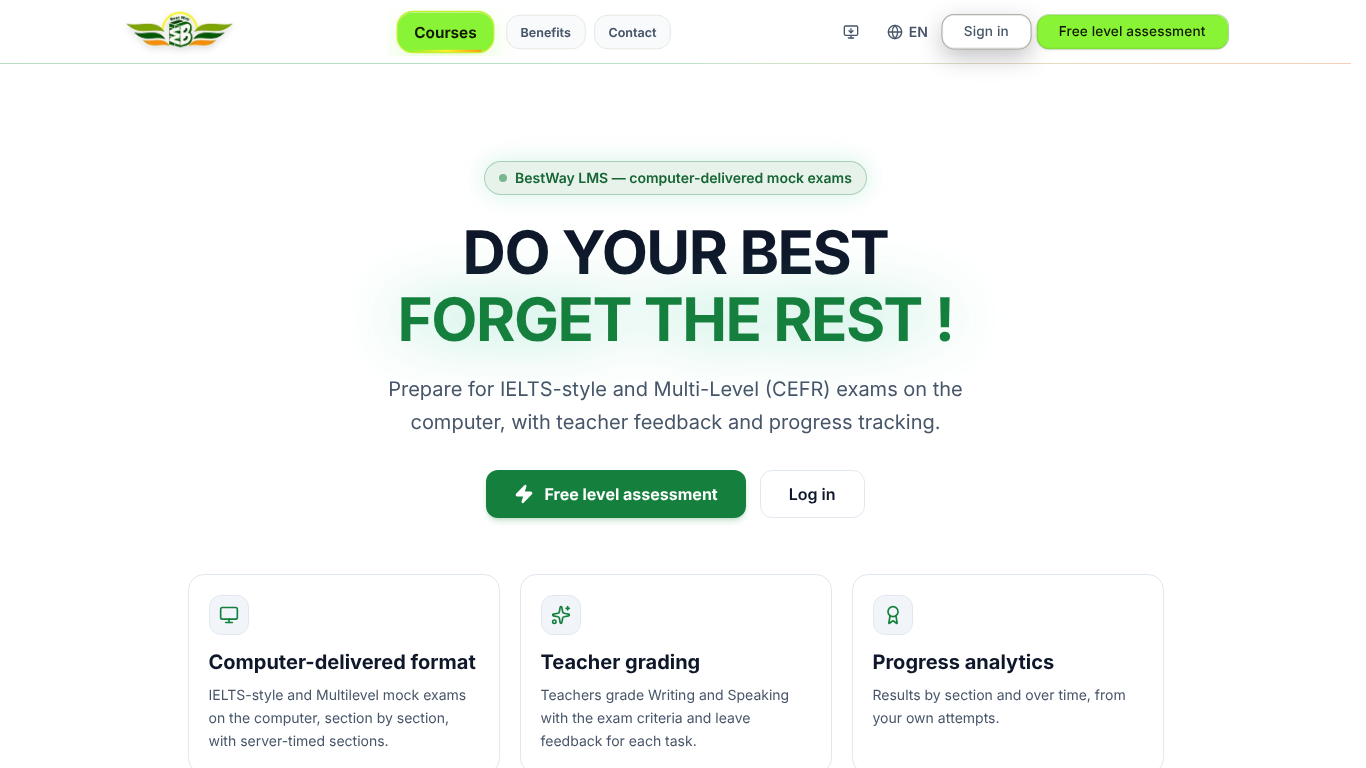 Courses
Benefits
Contact
EN
Sign in
Free level assessment
BestWay LMS — computer-delivered mock exams
DO YOUR BEST
FORGET THE REST !
Prepare for IELTS-style and Multi-Level (CEFR) exams on the
computer, with teacher feedback and progress tracking.
Free level assessment
Log in
Computer-delivered format
IELTS-style and Multilevel mock exams
on the computer, section by section,
with server-timed sections.
Teacher grading
Teachers grade Writing and Speaking
with the exam criteria and leave
feedback for each task.
Progress analytics
Results by section and over time, from
your own attempts.